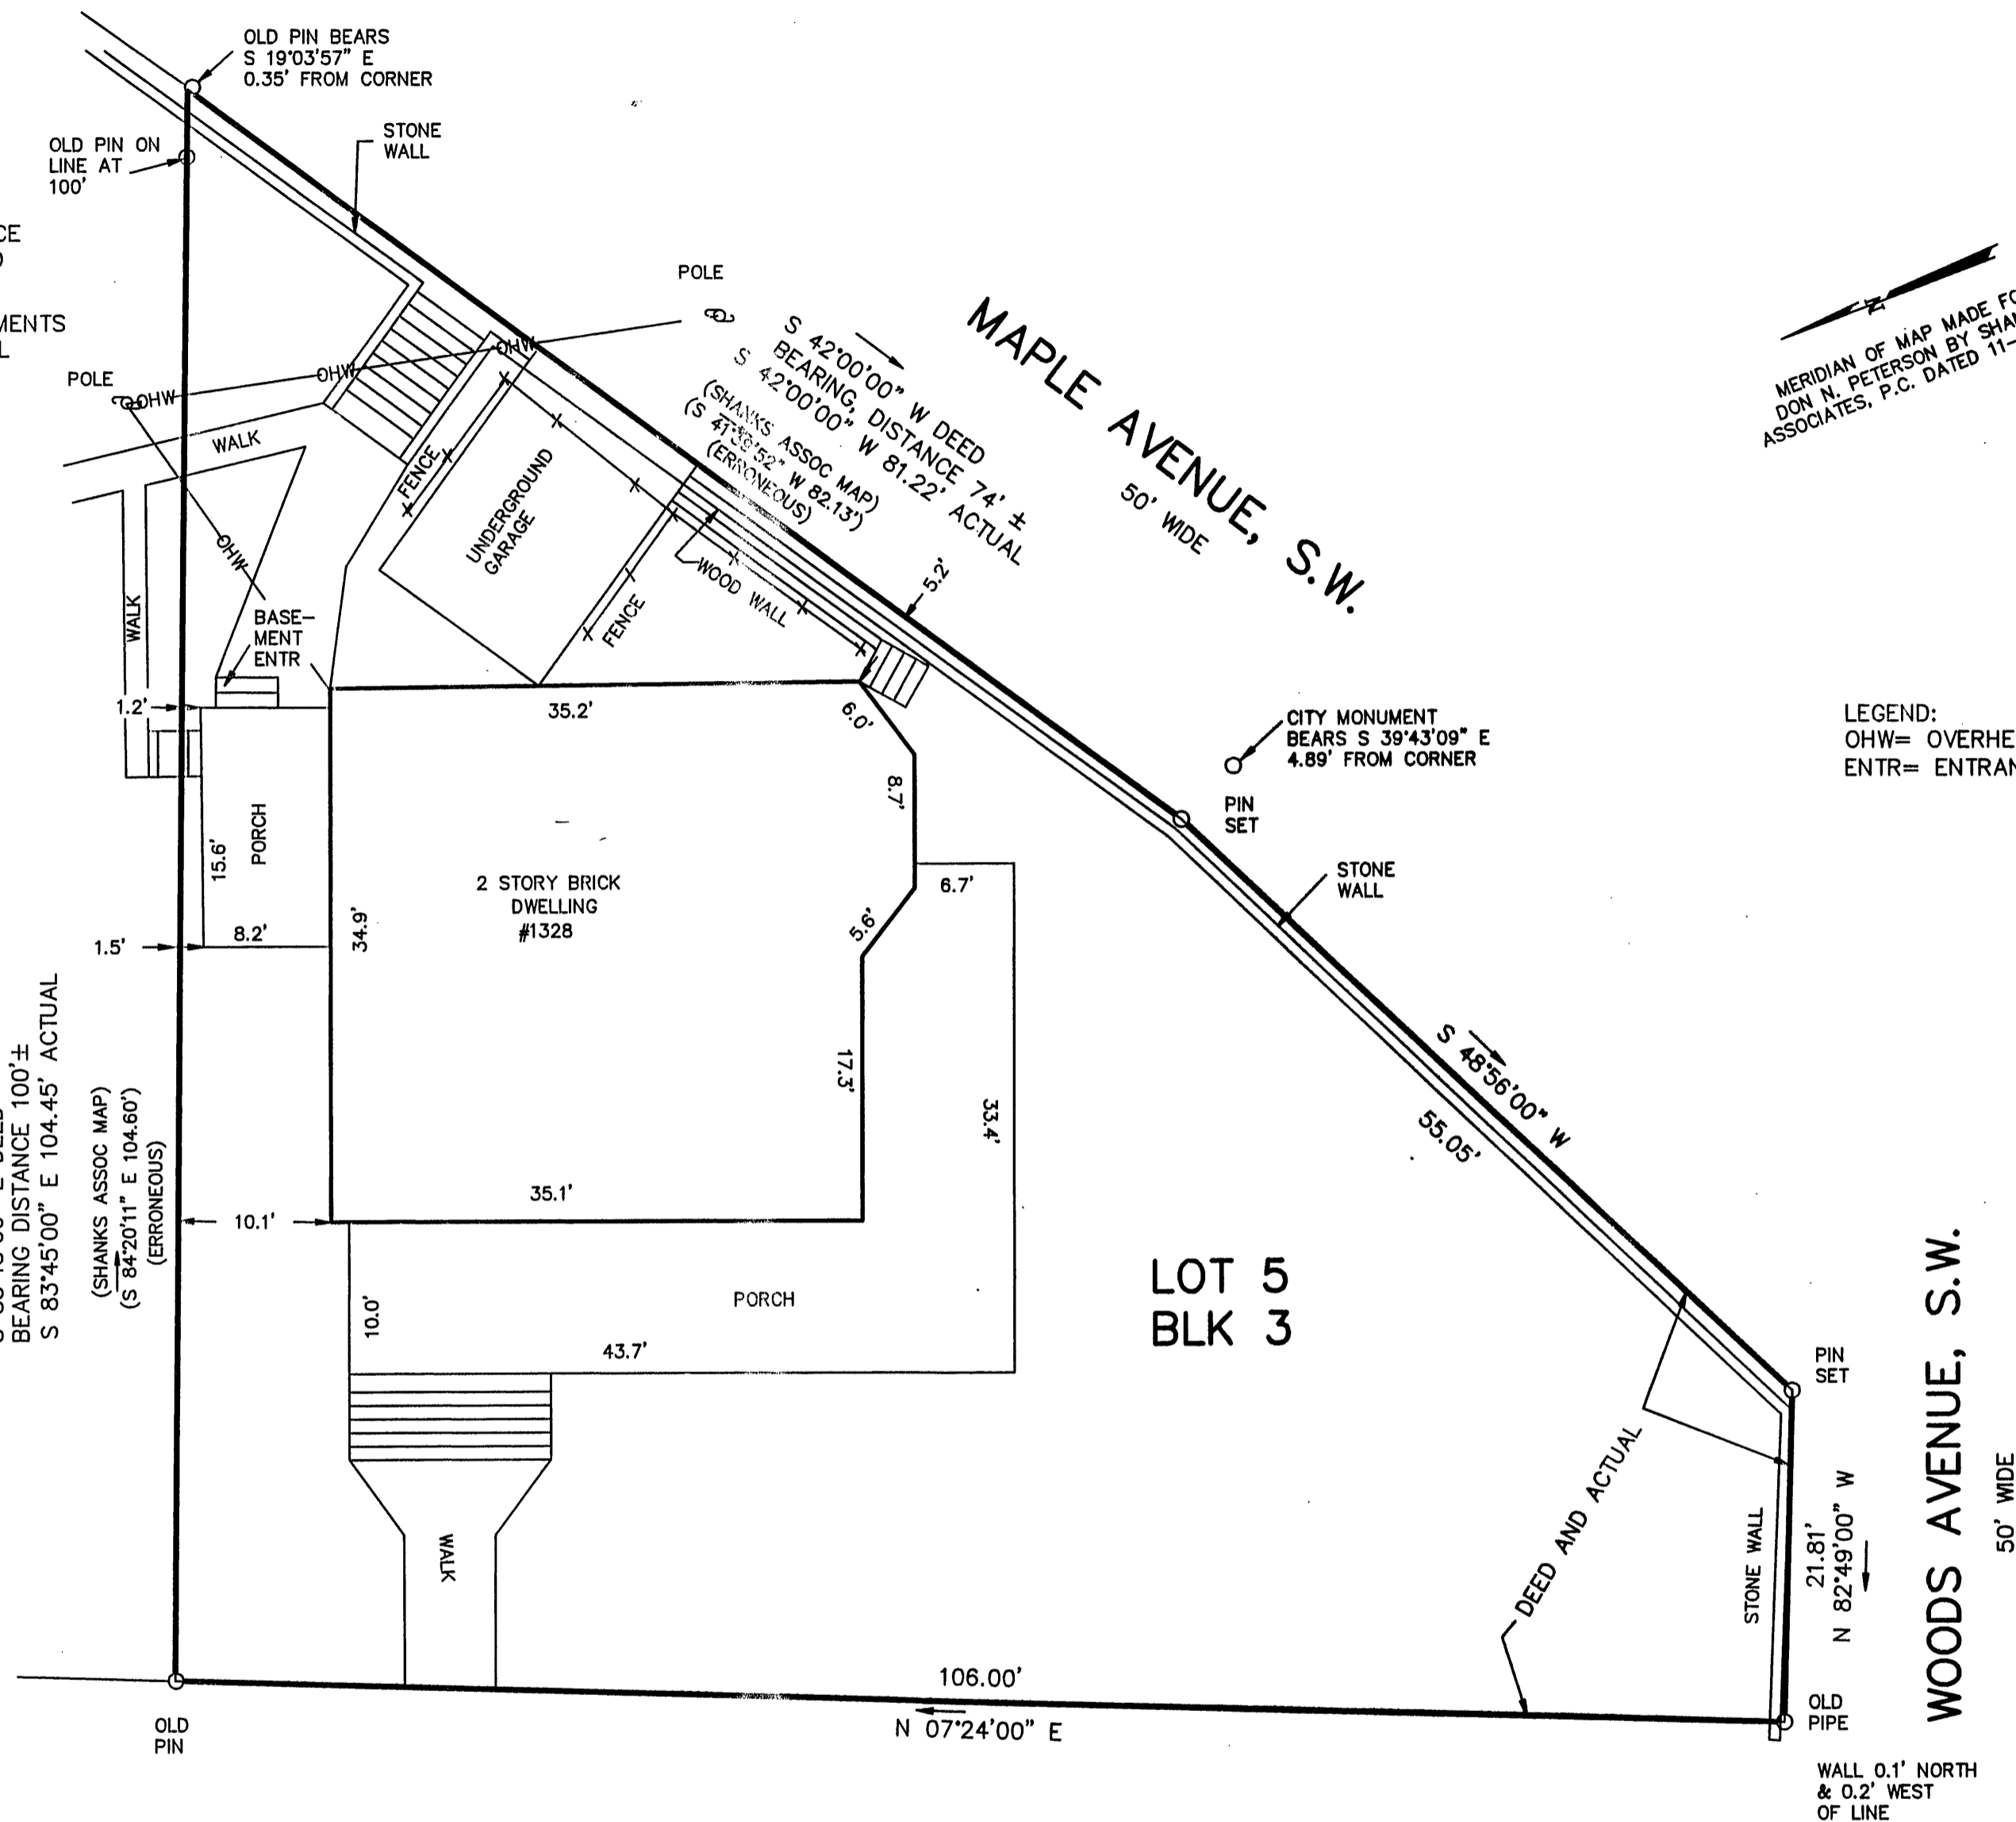 OLD PIN BEARS
S 19°03'57" E
0.35' FROM CORNER
OLD PIN ON
LINE AT
100'
STONE
WALL
POLE
POLE
OHW
OHW
OHW
OHW
WALK
WALK
FENCE
UNDERGROUND
GARAGE
FENCE
WOOD WALL
BASE-
MENT
ENTR
S 42°00'00" W DEED
BEARING, DISTANCE 74' ±
S 42°00'00" W 81.22' ACTUAL
(SHANKS ASSOC MAP)
W 82.13')
(ERRONEOUS)
MAPLE AVENUE, S.W.
50' WIDE
5.2'
N
MERIDIAN OF MAP MADE
DON N. PETERSON BY
ASSOCIATES, P.C. DATED
LEGEND:
OHW=
ENTR=
CITY MONUMENT
BEARS S 39°43'09" E
4.89' FROM CORNER
PIN
SET
STONE
WALL
1.2'
35.2'
6.0'
8.7'
15.6'
PORCH
8.2'
1.5'
34.9'
2 STORY BRICK
DWELLING
#1328
6.7'
5.6'
17.3'
33.4'
35.1'
10.1'
10.0'
PORCH
43.7'
WALK
BEARING DISTANCE 100'±
S 83°45'00" E 104.45' ACTUAL
(SHANKS ASSOC MAP)
(S 84°20'11" E 104.60')
(ERRONEOUS)
LOT 5
BLK 3
S 48°56'00" W
55.05'
PIN
SET
DEED AND ACTUAL
STONE WALL
21.81'
N 82°49'00" W
WOODS AVENUE, S.W.
50' WIDE
106.00'
N 07°24'00" E
OLD
PIN
OLD
PIPE
WALL 0.1' NORTH
& 0.2' WEST
OF LINE